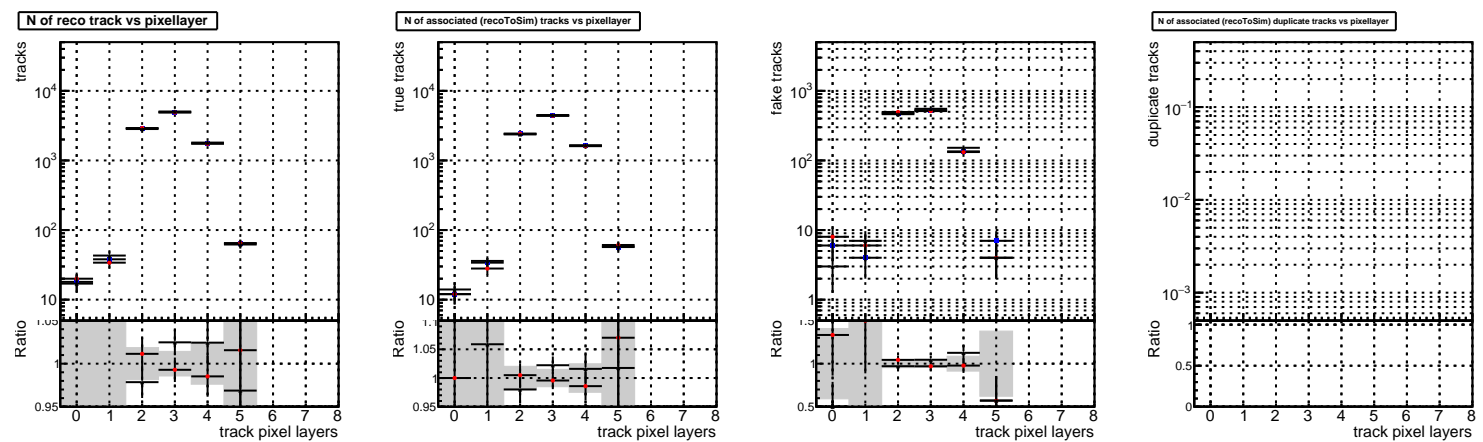 N of reco track vs pixellayer
tracks
10⁴
10³
10²
10
Ratio
1.05
1
0.95
0 1 2 3 4 5 6 7 8
track pixel layers
N of associated (recoToSim) tracks vs pixellayer
true tracks
10⁴
10³
10²
10
Ratio
1.1
1.05
1
0.95
0 1 2 3 4 5 6 7 8
track pixel layers
fake tracks
10³
10²
10
1
Ratio
1.5
1
0.5
0 1 2 3 4 5 6 7 8
track pixel layers
N of associated (recoToSim) duplicate tracks vs pixellayer
duplicate tracks
10⁻¹
10⁻²
10⁻³
Ratio
1
0.5
0
0 1 2 3 4 5 6 7 8
track pixel layers